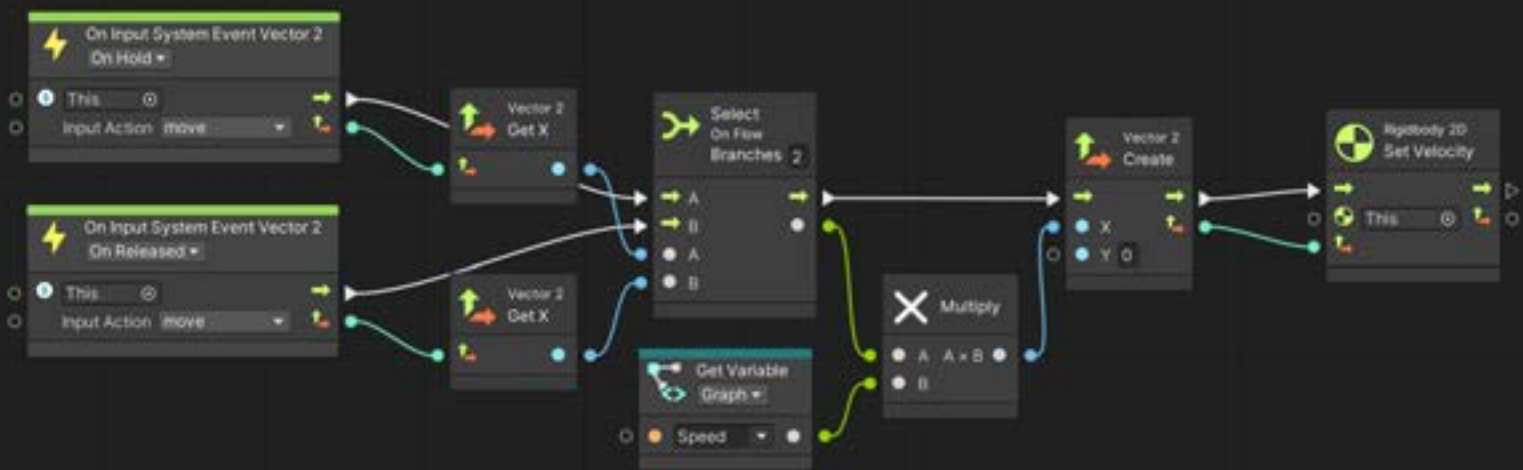 On Input System Event Vector 2
On Hold
This
Input Action move
Vector 2
Get X
Select
On Flow
Branches 2
A
B
A
B
On Input System Event Vector 2
On Released
This
Input Action move
Vector 2
Get X
Get Variable
Graph
Speed
Multiply
A A × B
B
Vector 2
Create
X
Y 0
Rigidbody 2D
Set Velocity
This